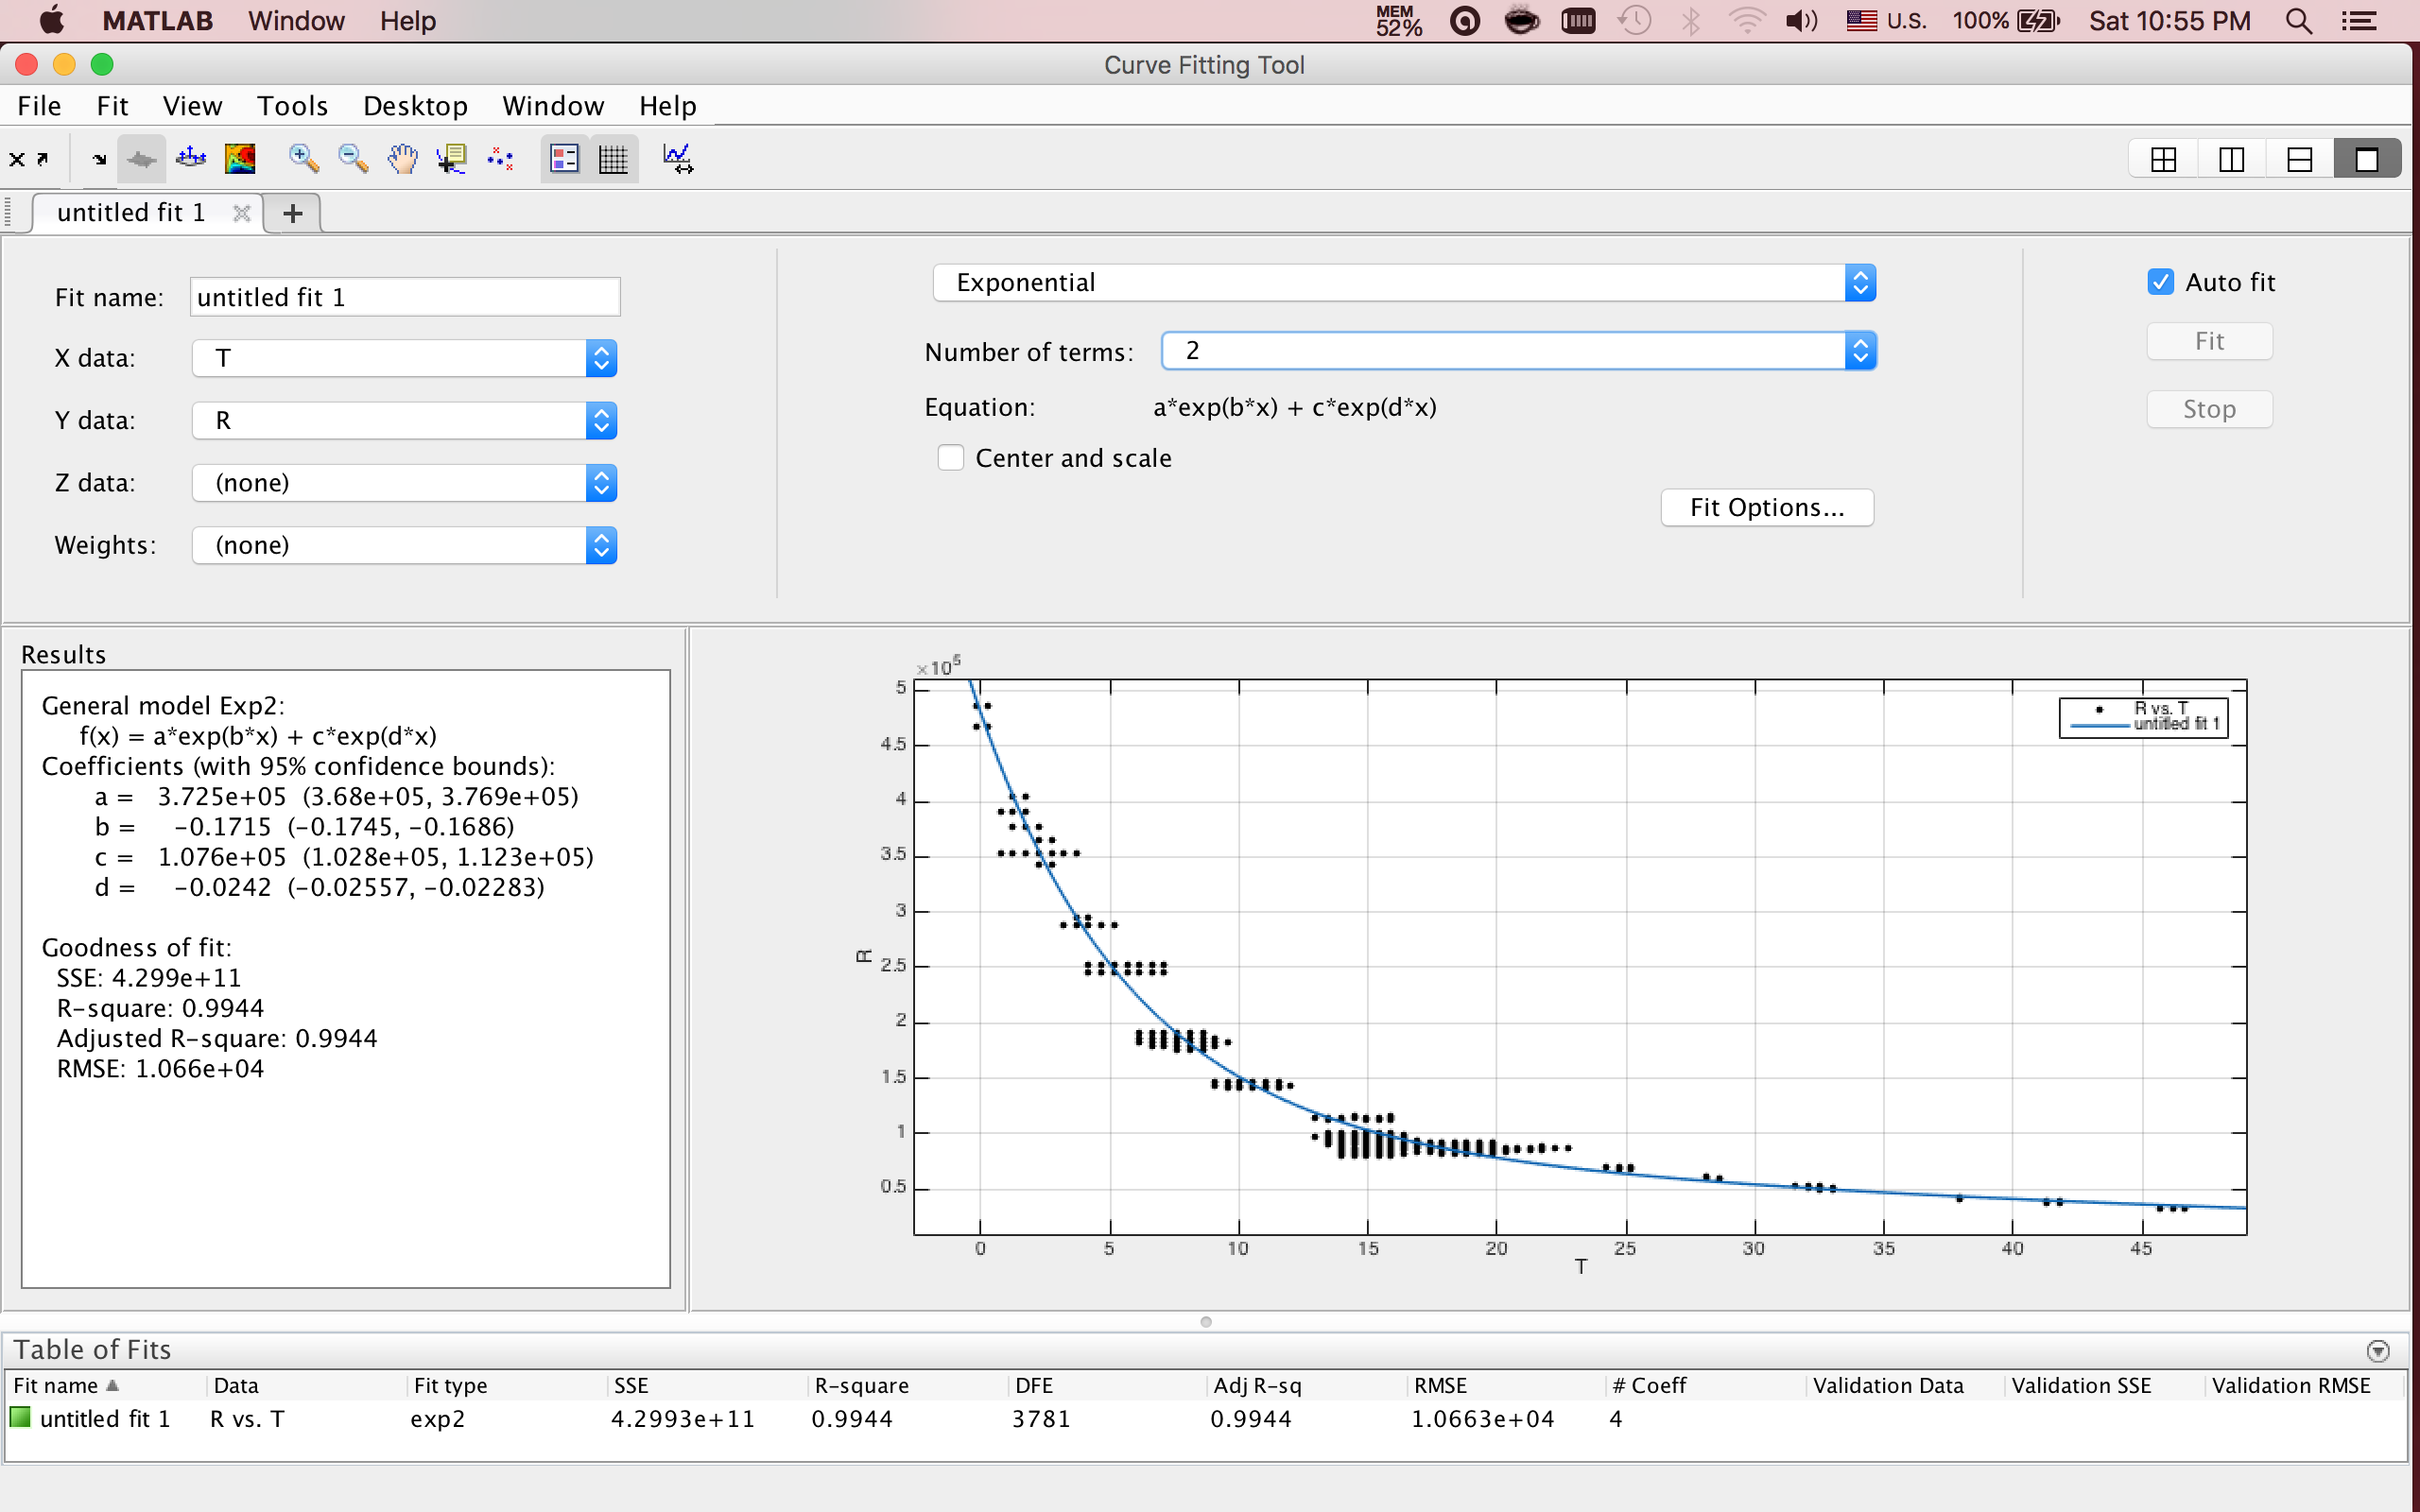 MATLAB Window Help MEM 52% U.S. 100% Sat 10:55 PM
Curve Fitting Tool
File Fit View Tools Desktop Window Help
untitled fit 1
Fit name: untitled fit 1
X data: T
Y data: R
Z data: (none)
Weights: (none)
Exponential
Number of terms: 2
Equation: a*exp(b*x) + c*exp(d*x)
Center and scale
Fit Options...
Auto fit
Fit
Stop
Results
General model Exp2:
f(x) = a*exp(b*x) + c*exp(d*x)
Coefficients (with 95% confidence bounds):
a = 3.725e+05 (3.68e+05, 3.769e+05)
b = -0.1715 (-0.1745, -0.1686)
c = 1.076e+05 (1.028e+05, 1.123e+05)
d = -0.0242 (-0.02557, -0.02283)
Goodness of fit:
SSE: 4.299e+11
R-square: 0.9944
Adjusted R-square: 0.9944
RMSE: 1.066e+04
×10⁵
5
4.5
4
3.5
3
2.5
2
1.5
1
0.5
R
0 5 10 15 20 25 30 35 40 45
T
R vs. T
untitled fit 1
Table of Fits
Fit name Data Fit type SSE R-square DFE Adj R-sq RMSE # Coeff Validation Data Validation SSE Validation RMSE
untitled fit 1 R vs. T exp2 4.2993e+11 0.9944 3781 0.9944 1.0663e+04 4